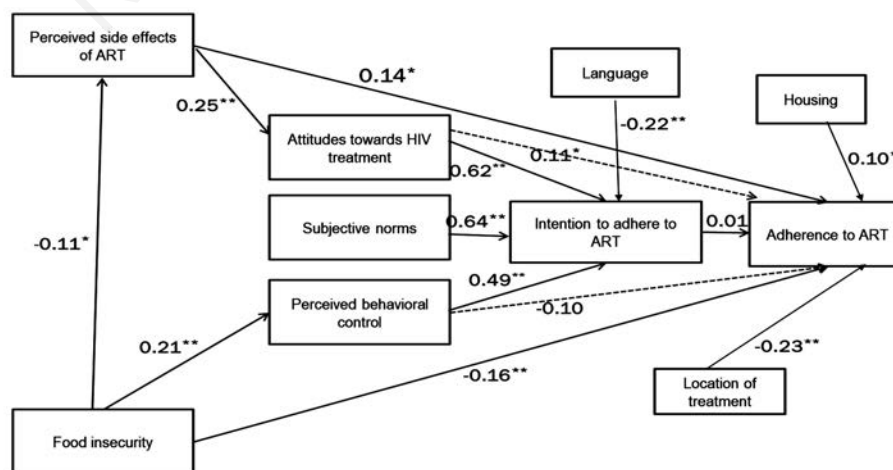 Perceived side effects
of ART
0.14*
Language
Housing
0.25**
-0.22**
Attitudes towards HIV
treatment
0.11*
0.10*
0.62**
Subjective norms
0.64**
Intention to adhere to
ART
0.01
Adherence to ART
-0.11*
0.49**
Perceived behavioral
control
-0.10
0.21**
-0.16**
-0.23**
Location of
treatment
Food insecurity